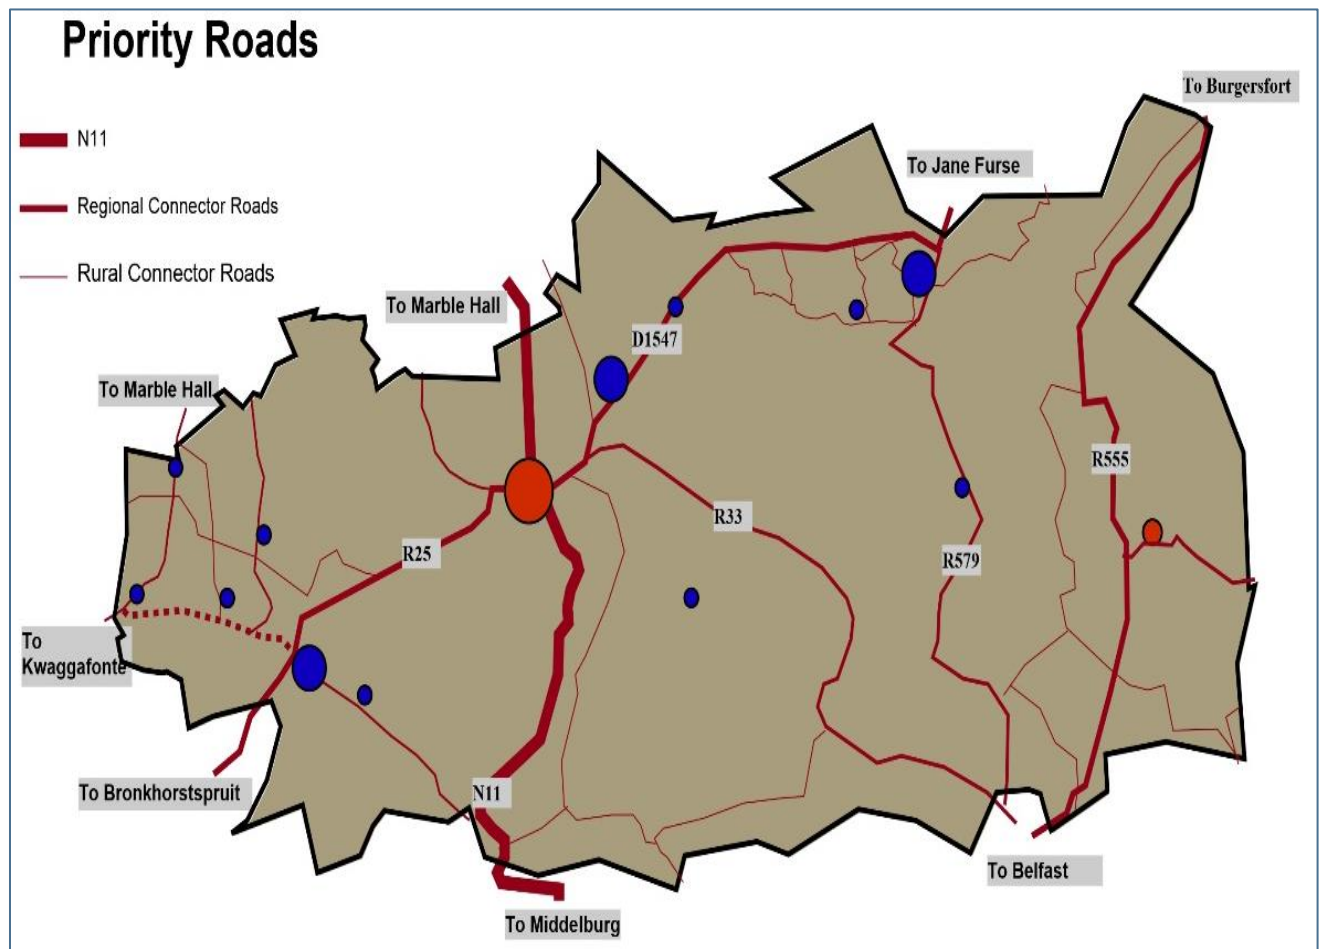 Priority Roads
N11
Regional Connector Roads
Rural Connector Roads
To Burgersfort
To Jane Furse
To Marble Hall
D1547
To Marble Hall
R555
R33
R25
R579
To
Kwaggafonte
To Bronkhorstspruit
N11
To Belfast
To Middelburg